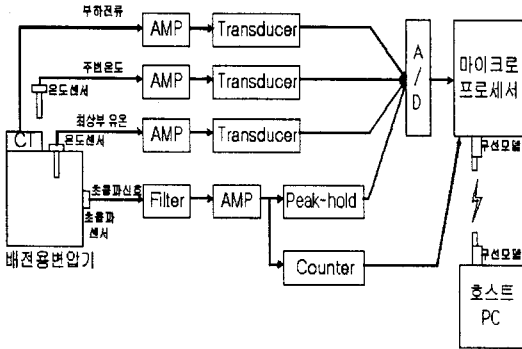 부하전류
AMP
Transducer
주변온도
온도센서
AMP
Transducer
최상부 유온
온도센서
AMP
Transducer
CT
초음파신호
초음파
센서
Filter
AMP
Peak-hold
Counter
배전용변압기
A
/
D
마이크로
프로세서
무선모뎀
무선모뎀
호스트
PC